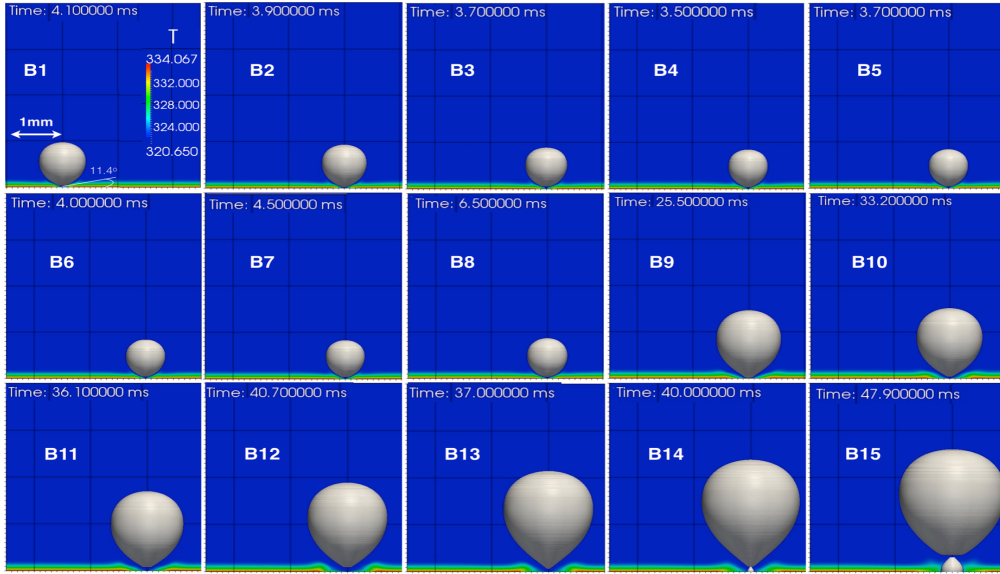 Time: 4.100000 ms
T
334.067
B1
332.000
328.000
1mm
324.000
320.650
11.4°
Time: 3.900000 ms
B2
Time: 3.700000 ms
B3
Time: 3.500000 ms
B4
Time: 3.700000 ms
B5
Time: 4.000000 ms
B6
Time: 4.500000 ms
B7
Time: 6.500000 ms
B8
Time: 25.500000 ms
B9
Time: 33.200000 ms
B10
Time: 36.100000 ms
B11
Time: 40.700000 ms
B12
Time: 37.000000 ms
B13
Time: 40.000000 ms
B14
Time: 47.900000 ms
B15